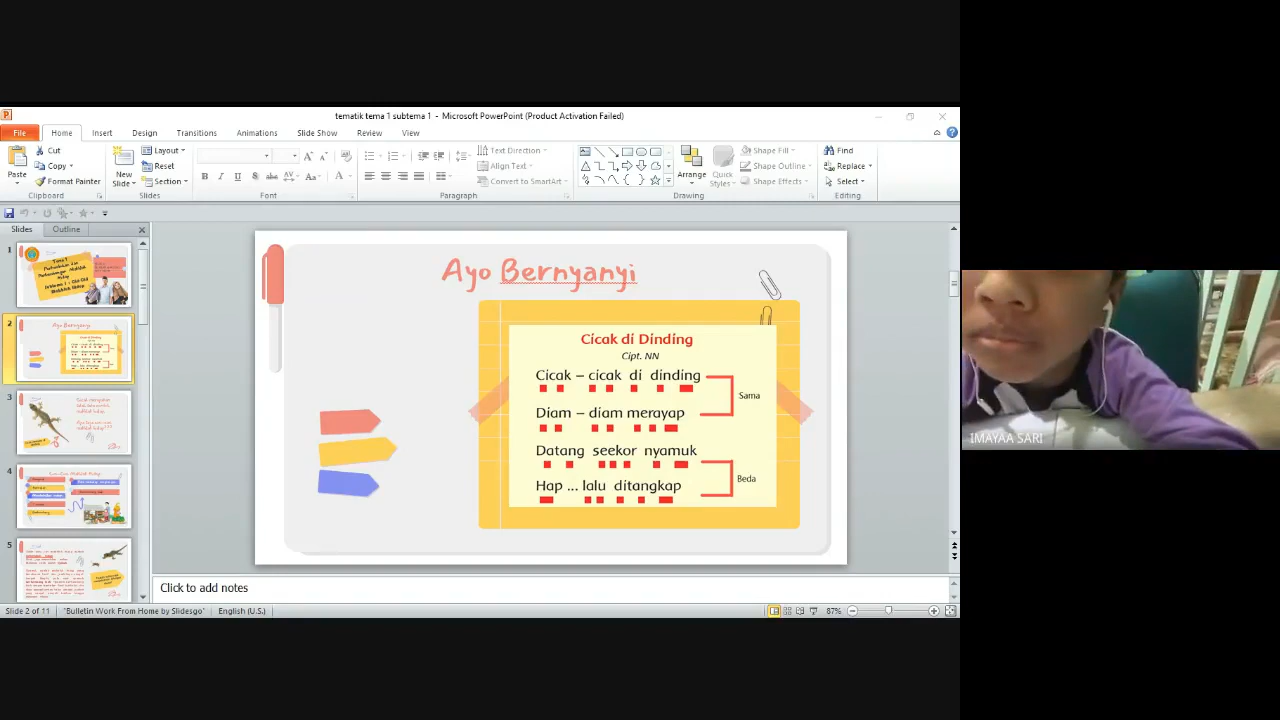 tematik tema 1 subtema 1 - Microsoft PowerPoint (Product Activation Failed)
File Home Insert Design Transitions Animations Slide Show Review View
Paste
Cut
Copy
Format Painter
Clipboard
New Slide
Layout
Reset
Section
Slides
Font
Paragraph
Text Direction
Align Text
Convert to SmartArt
Arrange
Quick Styles
Shape Fill
Shape Outline
Shape Effects
Drawing
Find
Replace
Select
Editing
Slides Outline
1
2
3
4
5
Ayo Bernyanyi
Cicak di Dinding
Cipt. NN
Cicak – cicak di dinding
Sama
Diam – diam merayap
Datang seekor nyamuk
Beda
Hap ... lalu ditangkap
Click to add notes
Slide 2 of 11 "Bulletin Work From Home by Slidesgo" English (U.S.) 87%
IMAYAA SARI